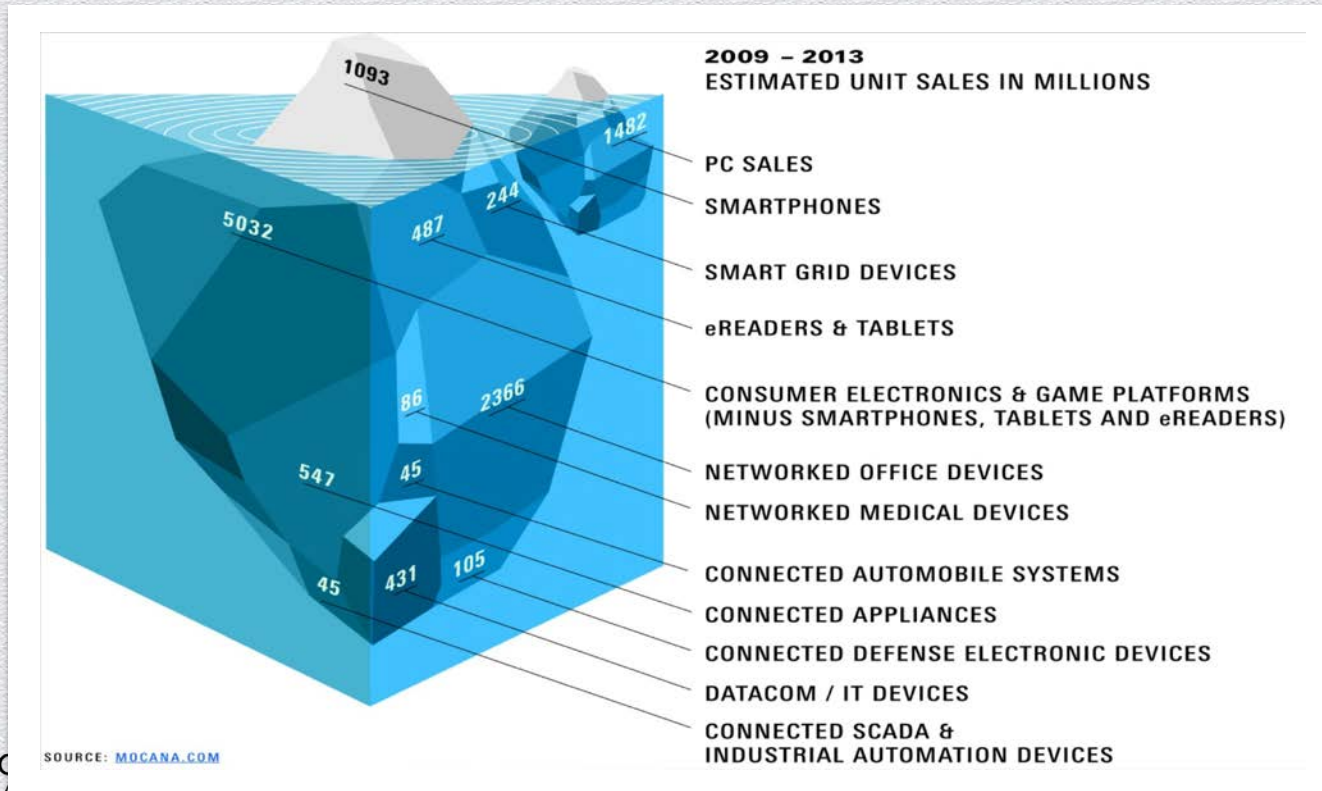 2009 – 2013
ESTIMATED UNIT SALES IN MILLIONS
1093
1482
PC SALES
SMARTPHONES
244
5032
487
SMART GRID DEVICES
eREADERS & TABLETS
CONSUMER ELECTRONICS & GAME PLATFORMS
(MINUS SMARTPHONES, TABLETS AND eREADERS)
86
2366
NETWORKED OFFICE DEVICES
547
45
NETWORKED MEDICAL DEVICES
CONNECTED AUTOMOBILE SYSTEMS
45
431
105
CONNECTED APPLIANCES
CONNECTED DEFENSE ELECTRONIC DEVICES
DATACOM / IT DEVICES
CONNECTED SCADA &
INDUSTRIAL AUTOMATION DEVICES
SOURCE: MOCANA.COM